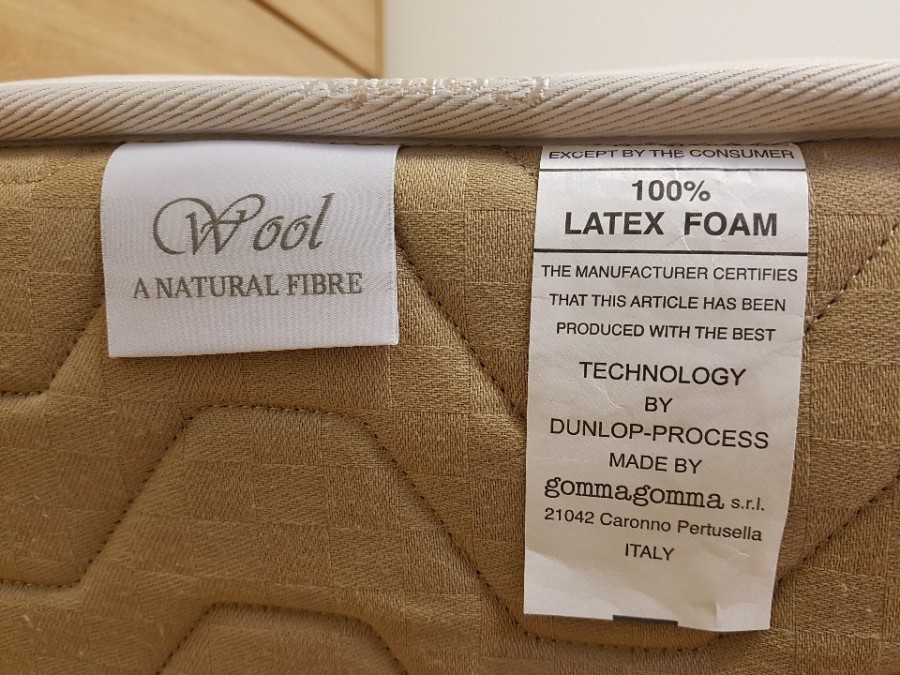 Wool
A NATURAL FIBRE
EXCEPT BY THE CONSUMER
100%
LATEX FOAM
THE MANUFACTURER CERTIFIES
THAT THIS ARTICLE HAS BEEN
PRODUCED WITH THE BEST
TECHNOLOGY
BY
DUNLOP-PROCESS
MADE BY
gommagomma s.r.l.
21042 Caronno Pertusella
ITALY